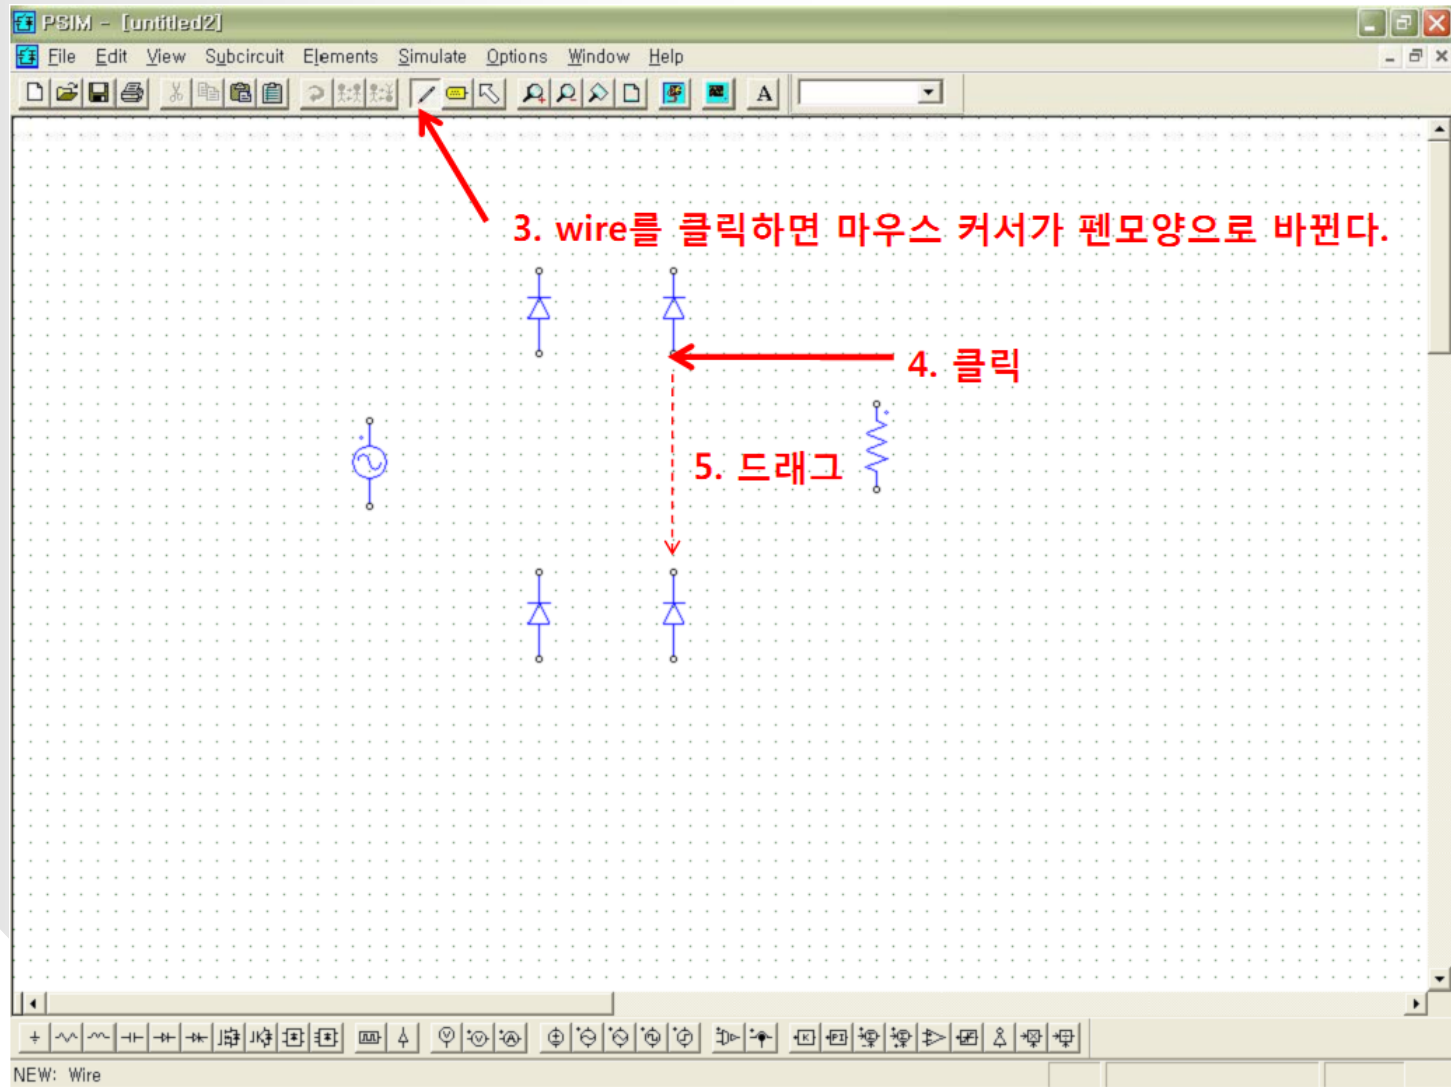 PSIM - [untitled2]
File Edit View Subcircuit Elements Simulate Options Window Help
A
3. wire를 클릭하면 마우스 커서가 펜모양으로 바뀐다.
4. 클릭
5. 드래그
V V A
K PI
NEW: Wire